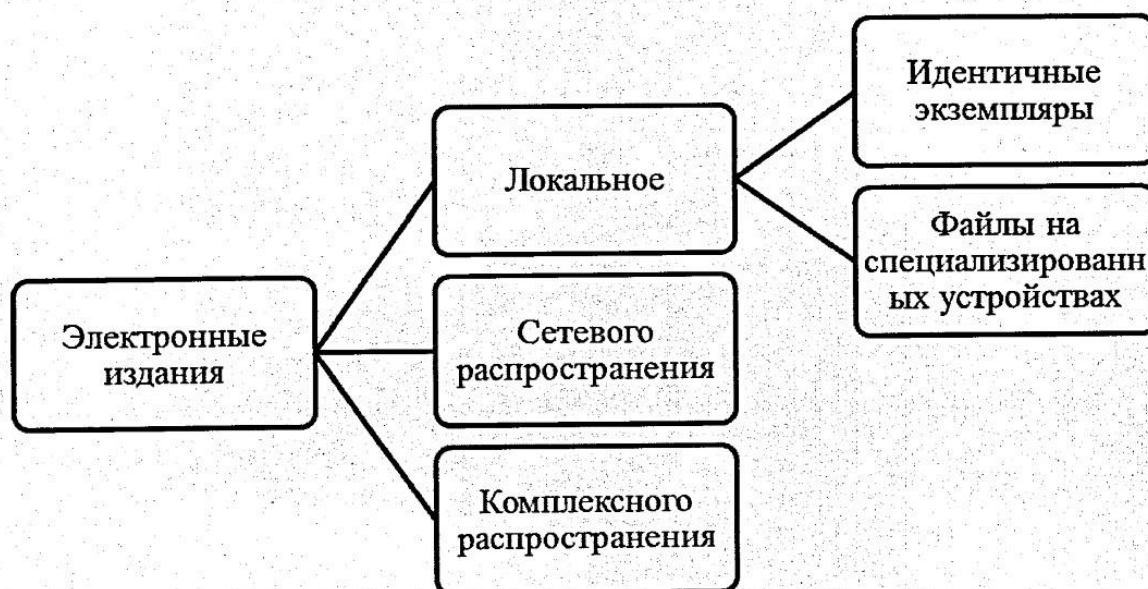 Электронные
издания
Локальное
Сетевого
распространения
Комплексного
распространения
Идентичные
экземпляры
Файлы на
специализированн
ых устройствах